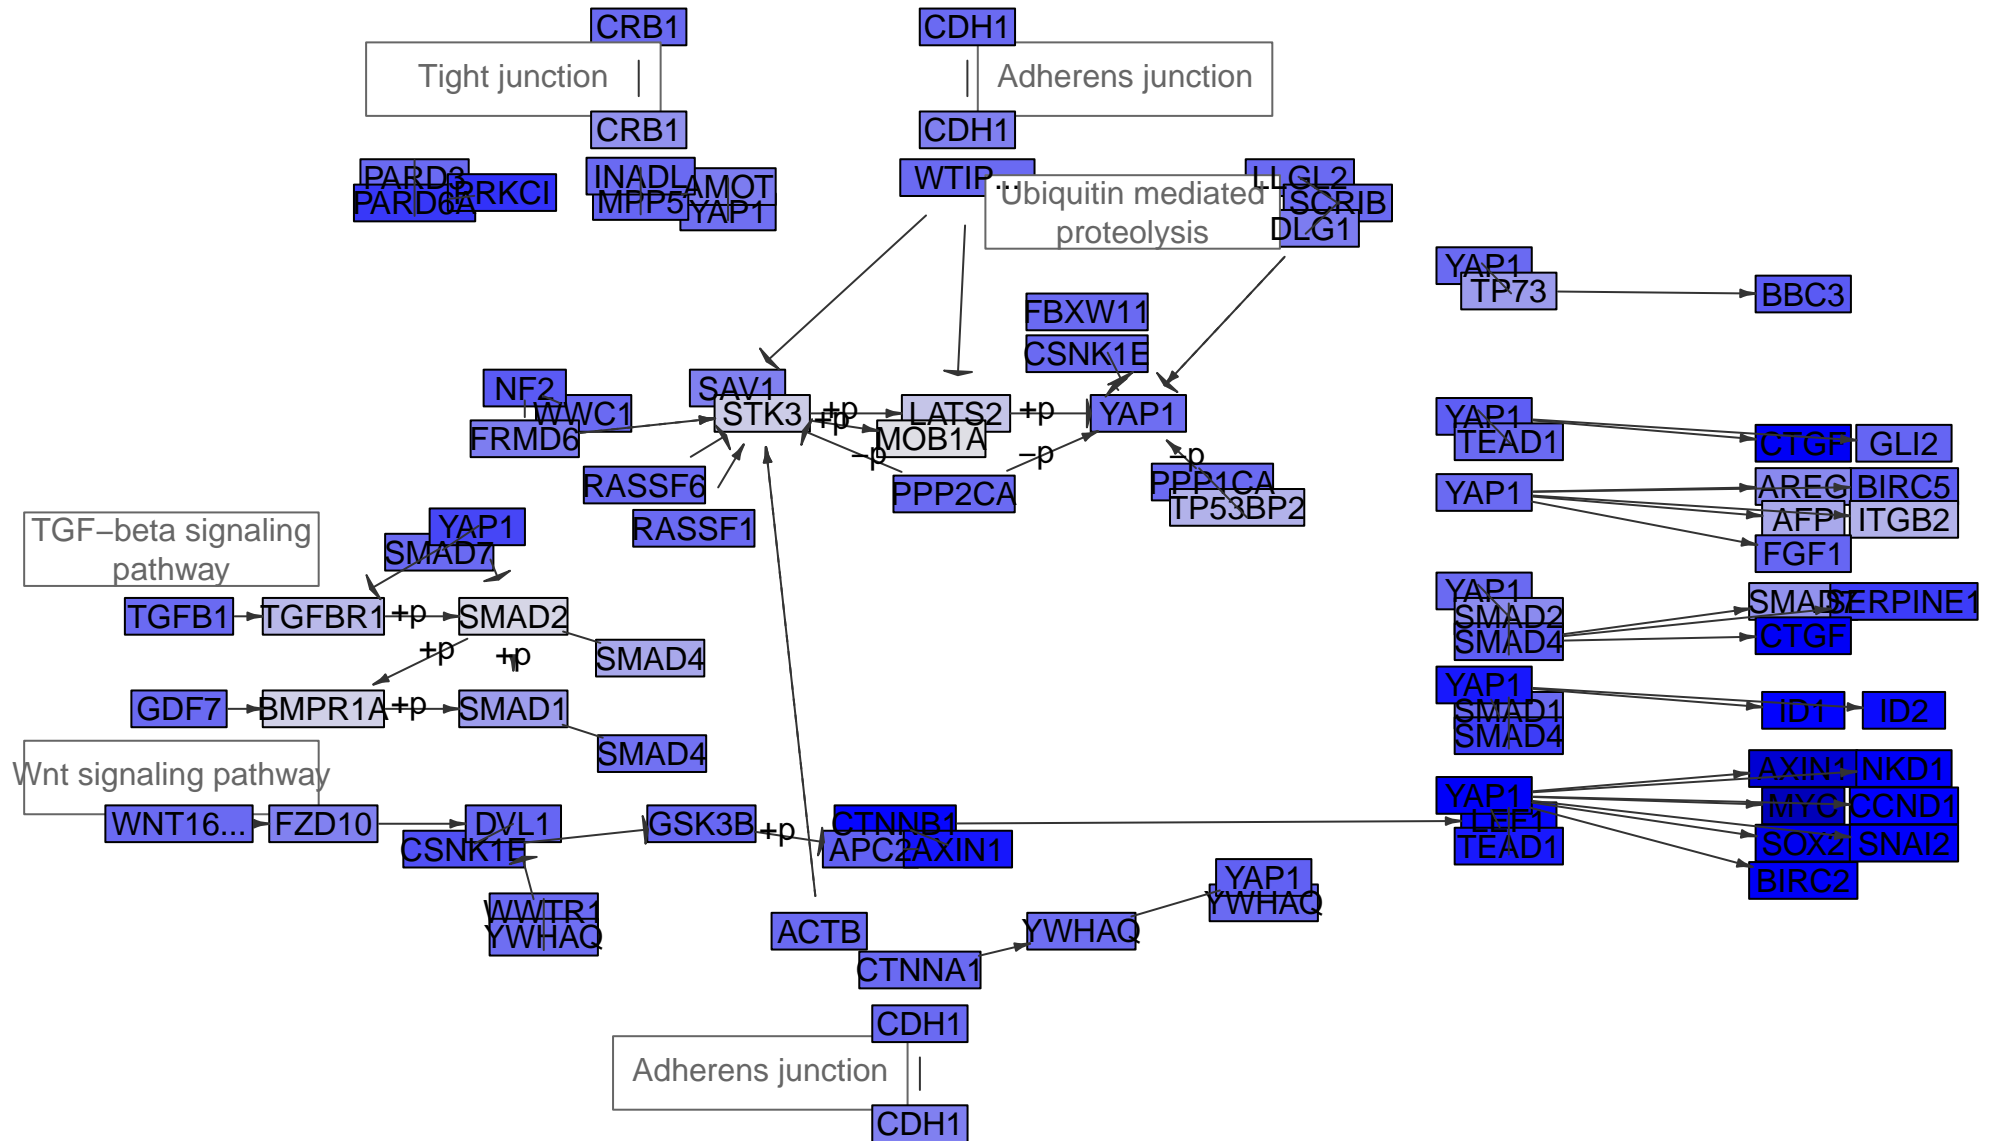 CRB1
CDH1
Tight junction
Adherens junction
CRB1
CDH1
PARD3
PRKCI
PARD6A
INADL
AMOT
MPP5
YAP1
WTIP...
LLGL2
Ubiquitin mediated
proteolysis
SCRIB
DLG1
YAP1
TP73
BBC3
FBXW11
CSNK1E
NF2
WWC1
FRMD6
SAV1
STK3
+p
+p
LATS2
MOB1A
+p
YAP1
−p
−p
−p
RASSF6
RASSF1
PPP2CA
PPP1CA
TP53BP2
YAP1
TEAD1
CTGF
GLI2
YAP1
AREG
BIRC5
AFP
ITGB2
FGF1
TGF−beta signaling
pathway
YAP1
SMAD7
TGFB1
TGFBR1
+p
SMAD2
SMAD4
+p
+p
GDF7
BMPR1A
+p
SMAD1
SMAD4
YAP1
SMAD2
SMAD4
SMAD7
SERPINE1
CTGF
YAP1
SMAD1
SMAD4
ID1
ID2
Wnt signaling pathway
WNT16...
FZD10
DVL1
CSNK1E
GSK3B
+p
CTNNB1
APC2
AXIN1
YAP1
LEF1
TEAD1
AXIN1
NKD1
MYC
CCND1
SOX2
SNAI2
BIRC2
WWTR1
YWHAQ
ACTB
CTNNA1
YWHAQ
YAP1
YWHAQ
CDH1
Adherens junction
CDH1